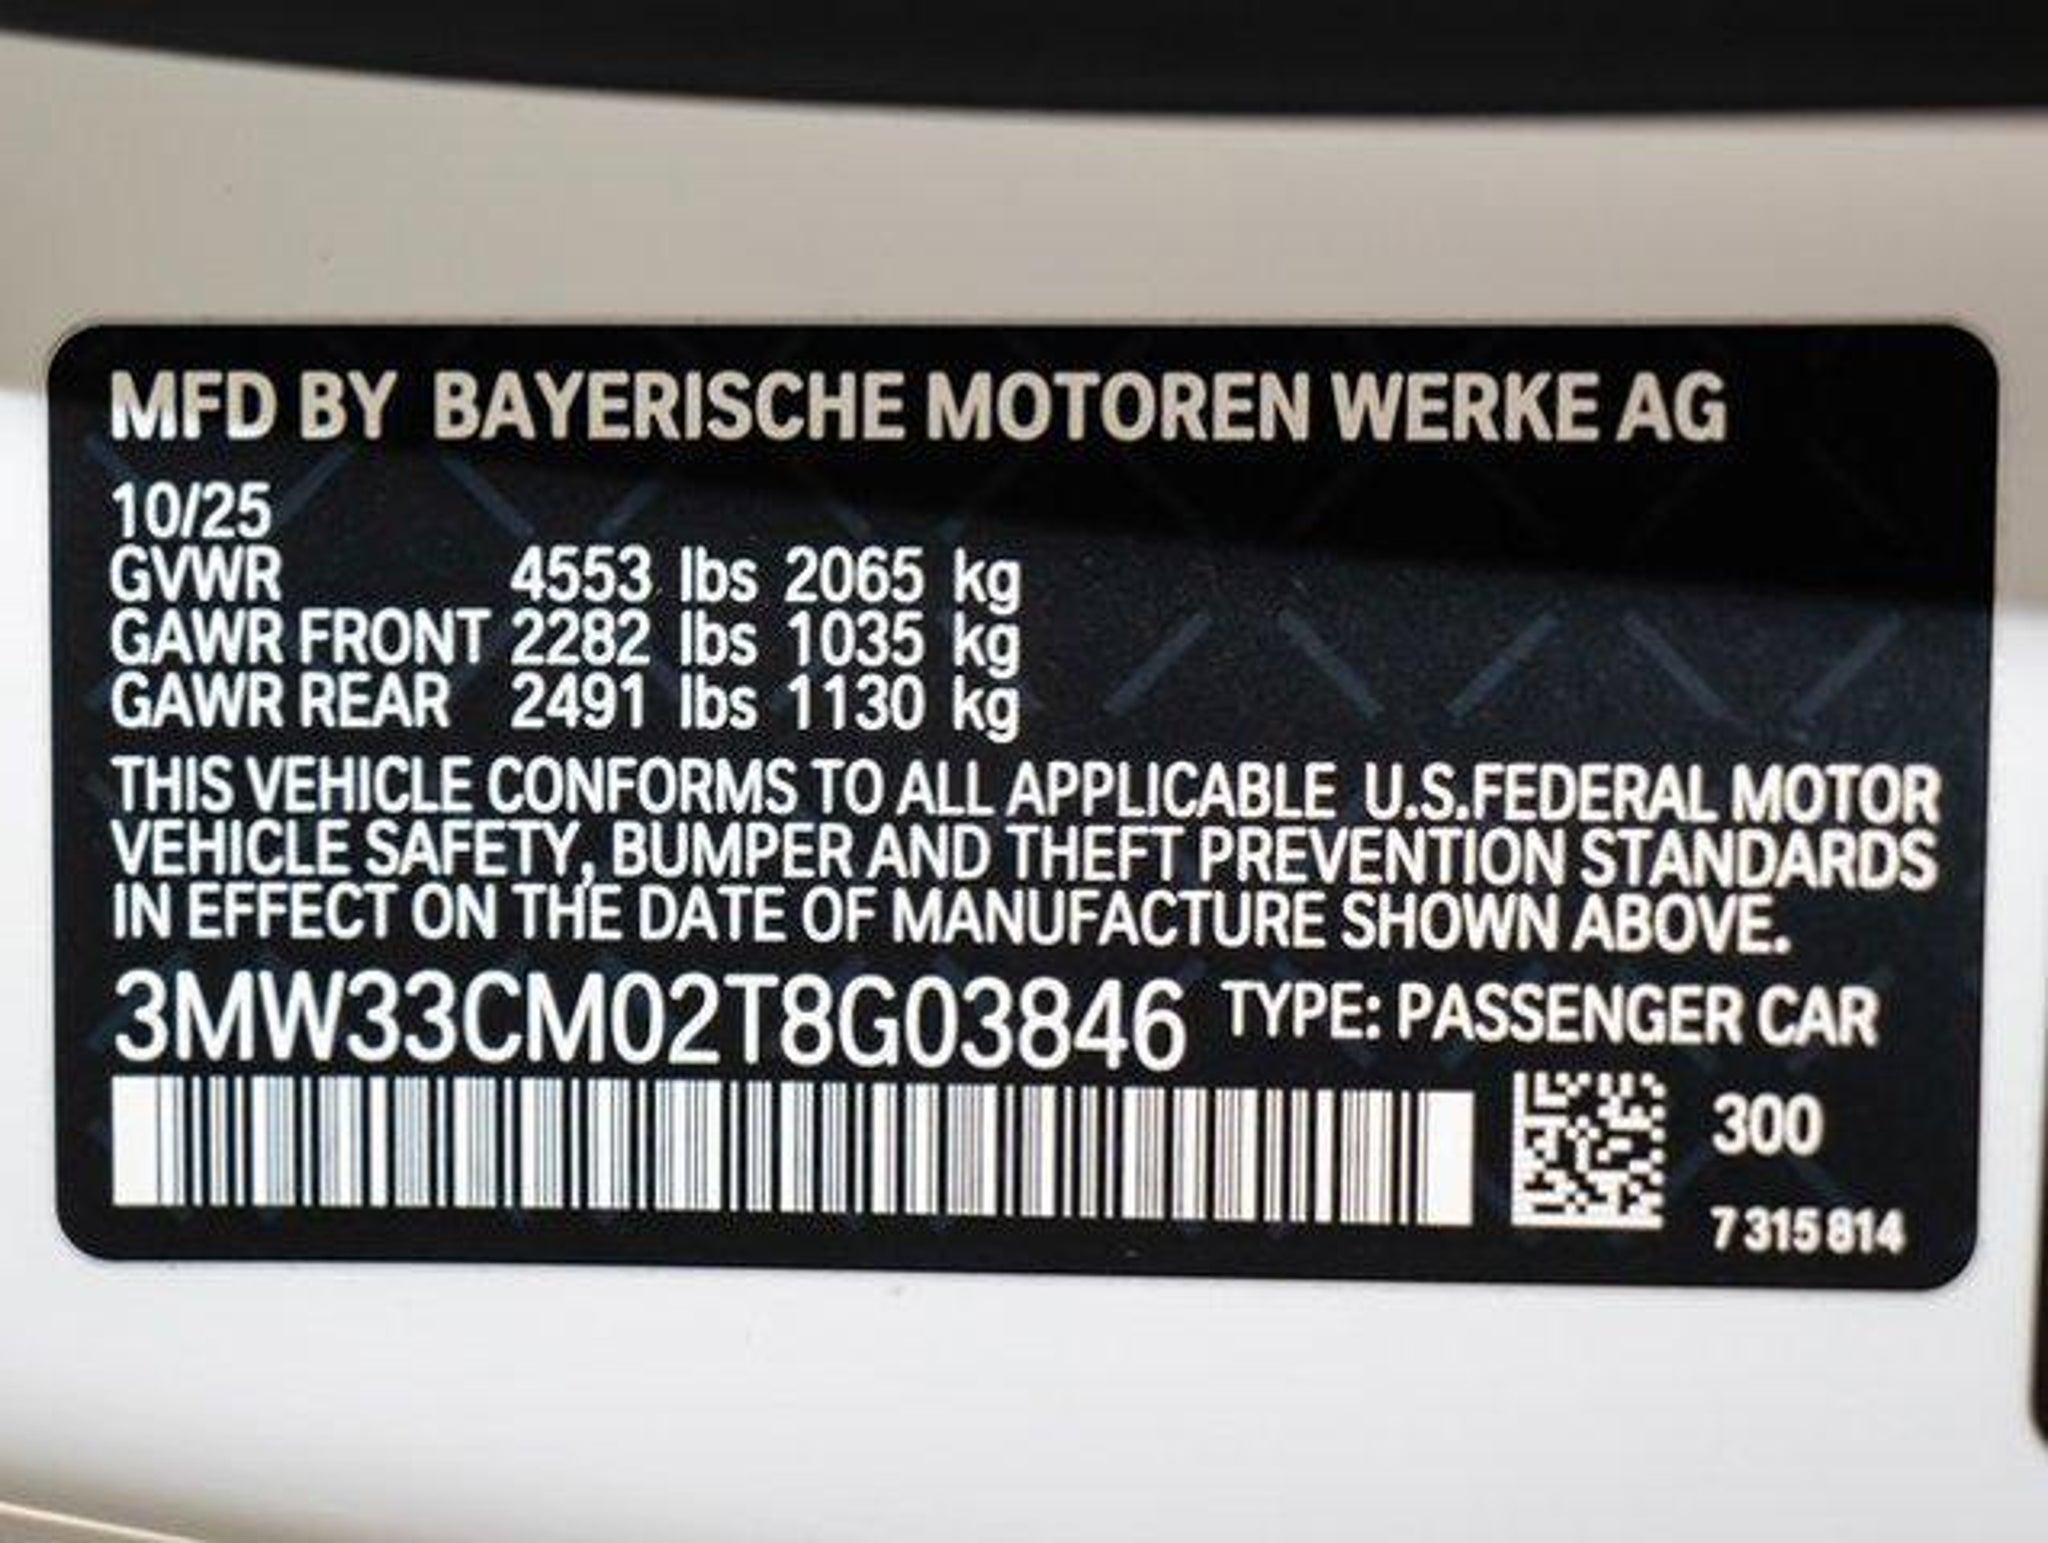 MFD BY BAYERISCHE MOTOREN WERKE AG
10/25
GVWR 4553 lbs 2065 kg
GAWR FRONT 2282 lbs 1035 kg
GAWR REAR 2491 lbs 1130 kg
THIS VEHICLE CONFORMS TO ALL APPLICABLE U.S.FEDERAL MOTOR
VEHICLE SAFETY, BUMPER AND THEFT PREVENTION STANDARDS
IN EFFECT ON THE DATE OF MANUFACTURE SHOWN ABOVE.
3MW33CM02T8G03846 TYPE: PASSENGER CAR
300
7 315 814